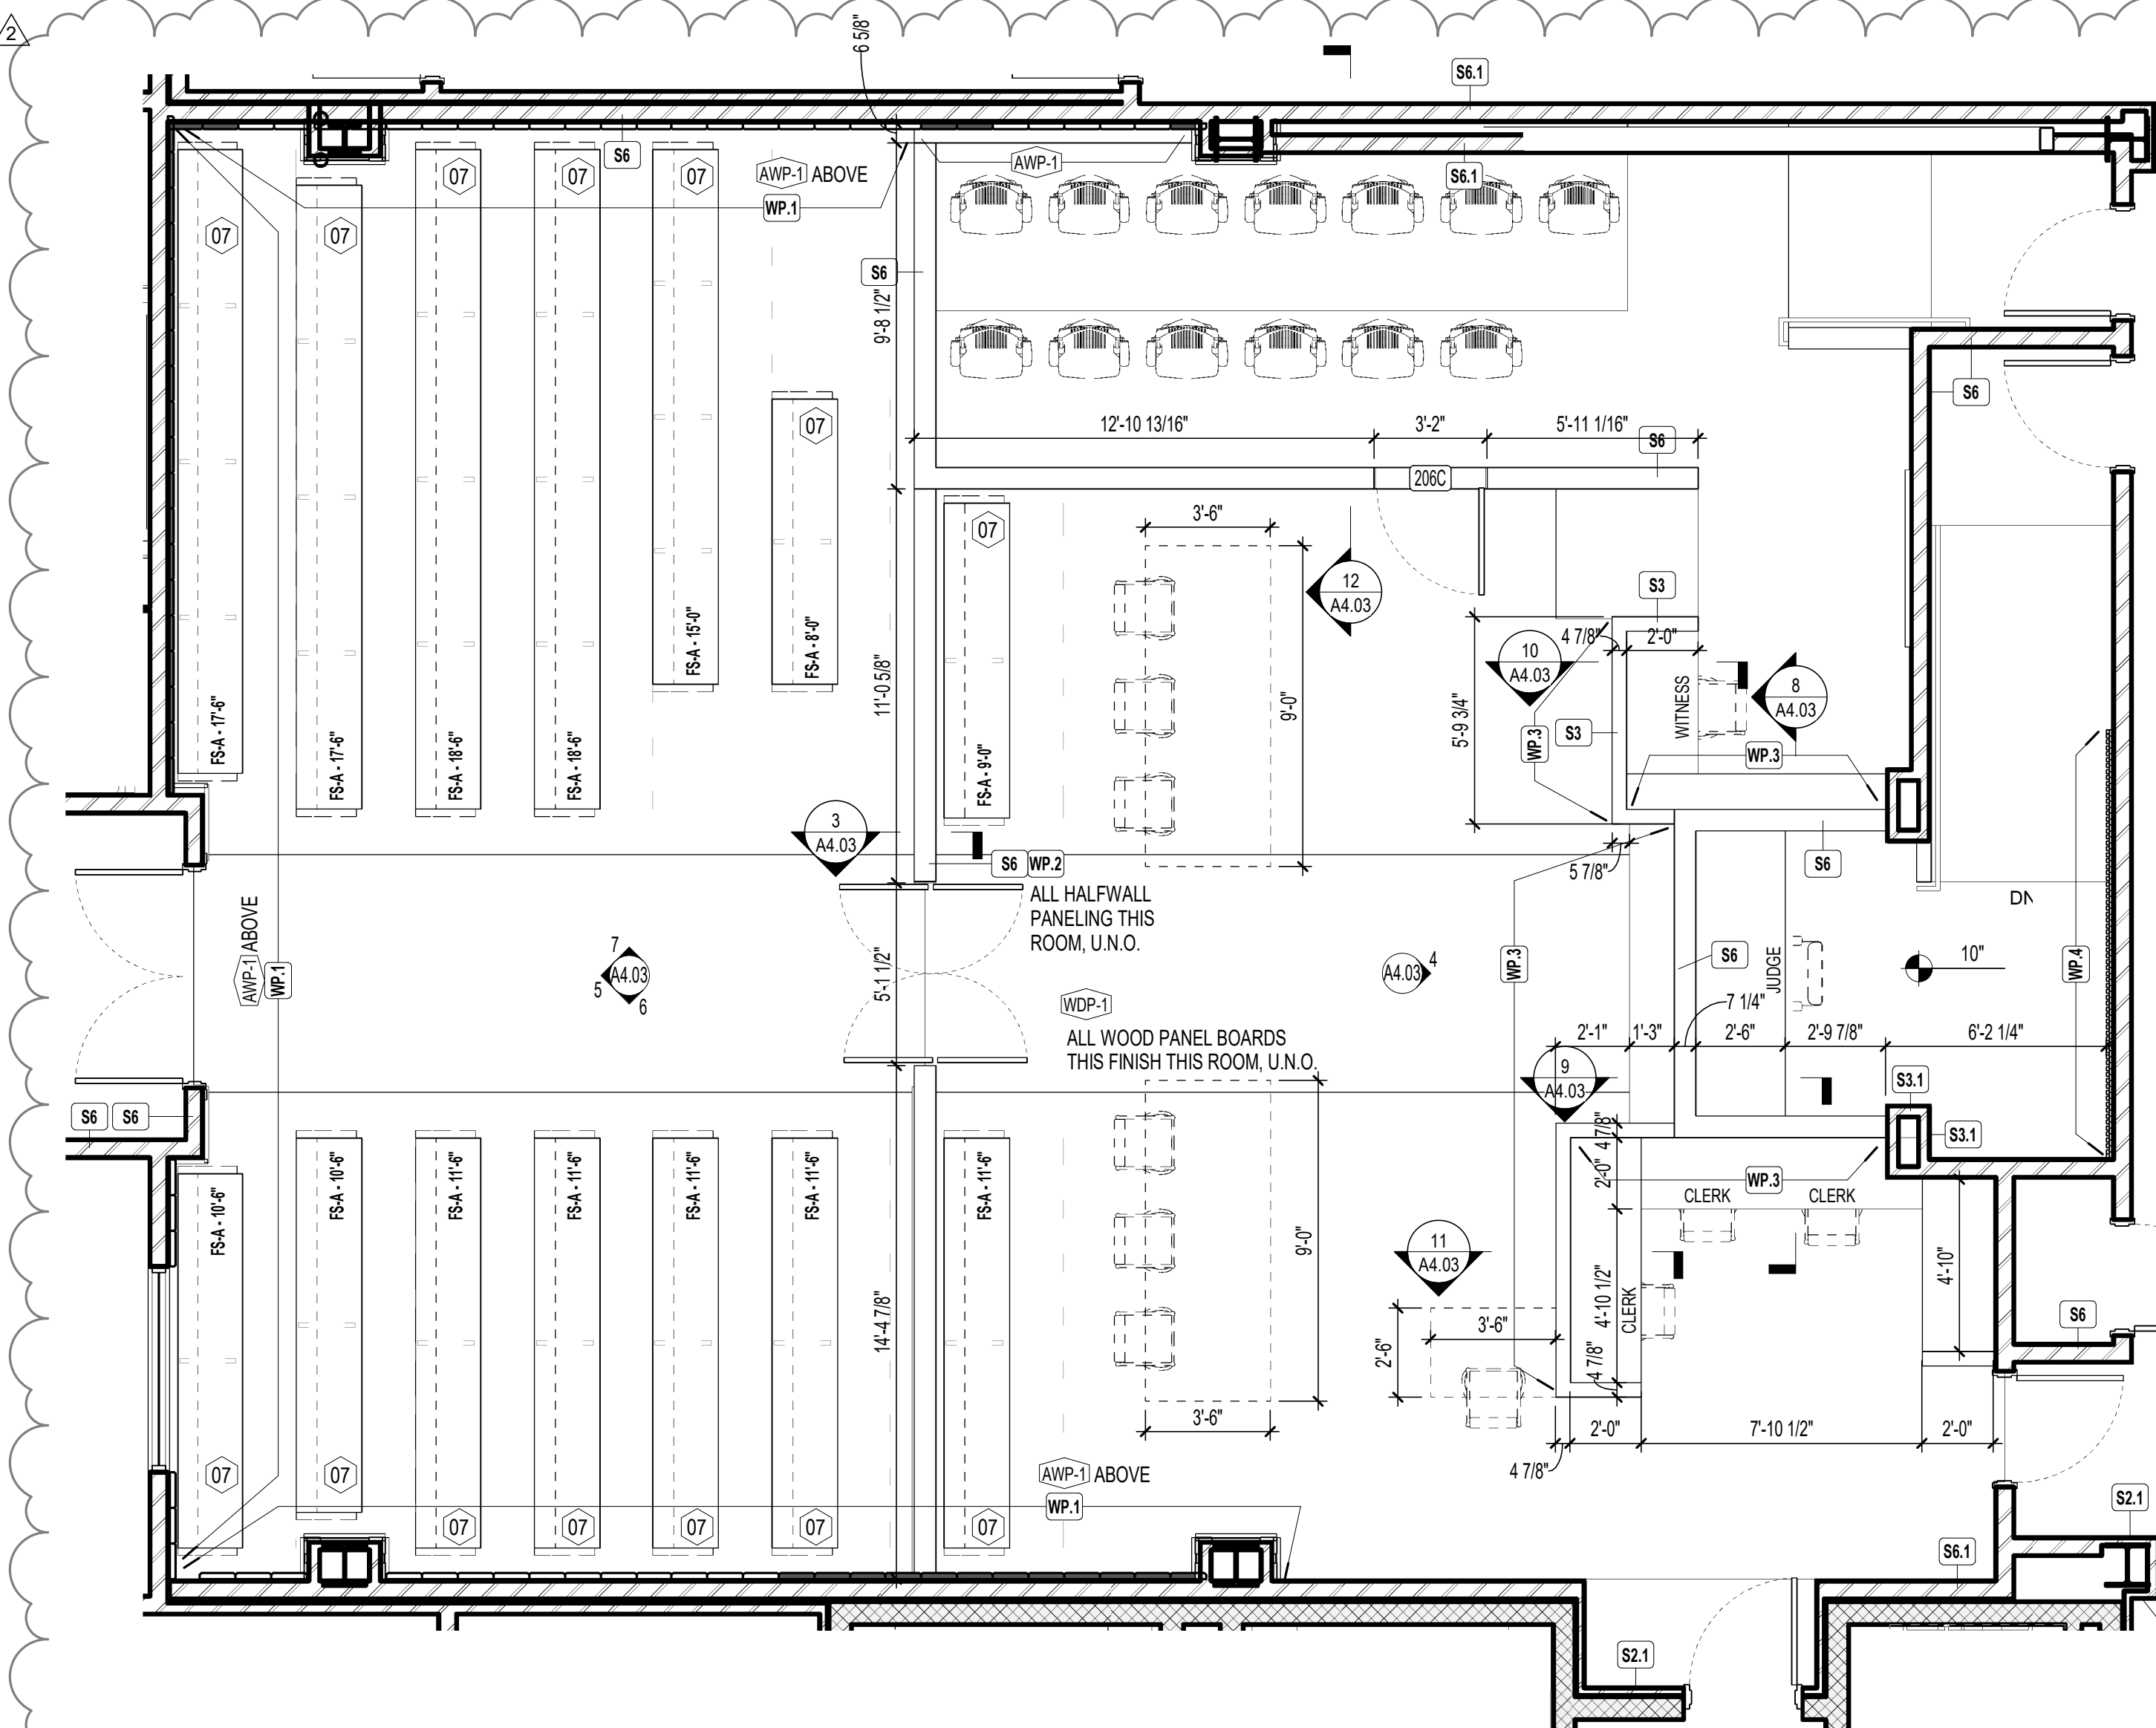 2
6 5/8"
S6.1
S6
AWP-1 ABOVE
WP.1
AWP-1
S6.1
07
07
07
07
07
07
S6
9'-8 1/2"
S6
12'-10 13/16"
3'-2"
5'-11 1/16"
S6
206C
07
3'-6"
12
A4.03
S3
4 7/8"
2'-0"
10
A4.03
WITNESS
8
A4.03
FS-A - 17'-6"
FS-A - 17'-6"
FS-A - 18'-6"
FS-A - 18'-6"
FS-A - 15'-0"
FS-A - 8'-0"
11'-0 5/8"
FS-A - 9'-0"
9'-0"
5'-9 3/4"
WP.3
S3
WP.3
3
A4.03
S6
WP.2
5 7/8"
S6
ALL HALFWALL
PANELING THIS
ROOM, U.N.O.
DN
AWP-1 ABOVE
WP.1
7
A4.03
5
6
5'-1 1/2"
A4.03
4
WP.3
S6
JUDGE
10"
WP.4
WDP-1
7 1/4"
ALL WOOD PANEL BOARDS
THIS FINISH THIS ROOM, U.N.O.
2'-1"
1'-3"
2'-6"
2'-9 7/8"
6'-2 1/4"
9
A4.03
S3.1
S6
S6
S3.1
4 7/8"
2'-0"
WP.3
CLERK
CLERK
FS-A - 10'-6"
FS-A - 10'-6"
FS-A - 11'-6"
FS-A - 11'-6"
FS-A - 11'-6"
FS-A - 11'-6"
FS-A - 11'-6"
14'-4 7/8"
9'-0"
11
A4.03
4'-10 1/2"
CLERK
4'-10"
S6
3'-6"
2'-6"
4 7/8"
3'-6"
2'-0"
7'-10 1/2"
2'-0"
4 7/8"
AWP-1 ABOVE
WP.1
07
07
07
07
07
07
07
S2.1
S6.1
S2.1